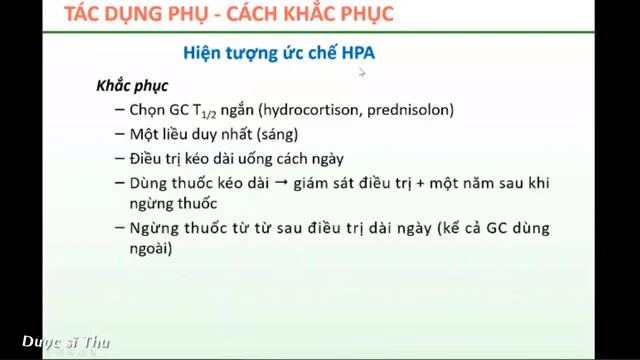 TÁC DỤNG PHỤ - CÁCH KHẮC PHỤC
Hiện tượng ức chế HPA
Khắc phục
– Chọn GC T1/2 ngắn (hydrocortison, prednisolon)
– Một liều duy nhất (sáng)
– Điều trị kéo dài uống cách ngày
– Dùng thuốc kéo dài → giám sát điều trị + một năm sau khi
ngừng thuốc
– Ngừng thuốc từ từ sau điều trị dài ngày (kể cả GC dùng
ngoài)
Dược sĩ Thu